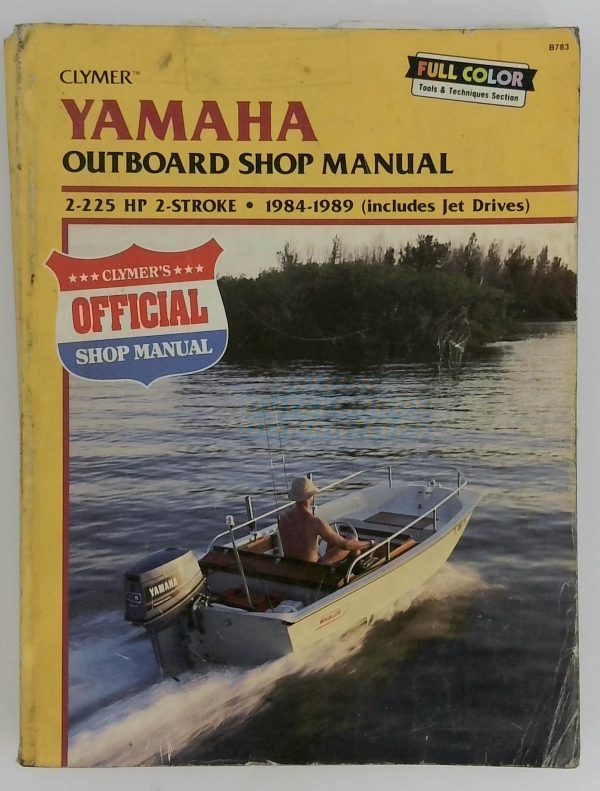 B783
CLYMER™
FULL COLOR
Tools & Techniques Section
YAMAHA
OUTBOARD SHOP MANUAL
2-225 HP 2-STROKE • 1984-1989 (includes Jet Drives)
★★★ CLYMER'S ★★★
OFFICIAL
SHOP MANUAL
YAMAHA
WHALER